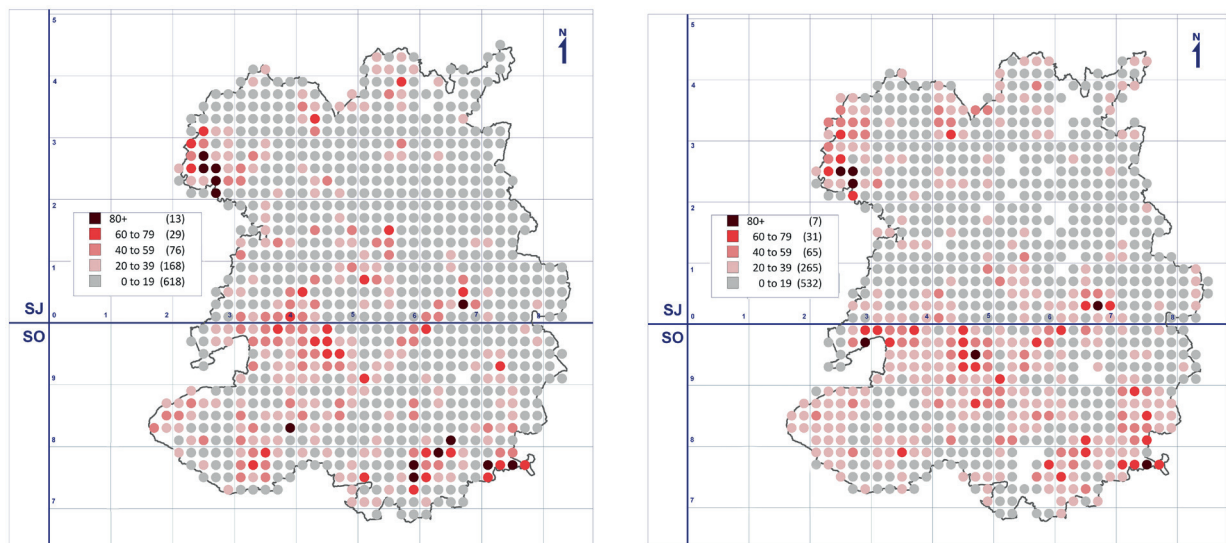 N
5
4
3
2
80+ (13)
60 to 79 (29)
40 to 59 (76)
20 to 39 (168)
0 to 19 (618)
1
SJ
0 1 2 3 4 5 6 7 8
SO
9
8
7
N
5
4
3
2
80+ (7)
60 to 79 (31)
40 to 59 (65)
20 to 39 (265)
0 to 19 (532)
1
SJ
0 1 2 3 4 5 6 7 8
SO
9
8
7